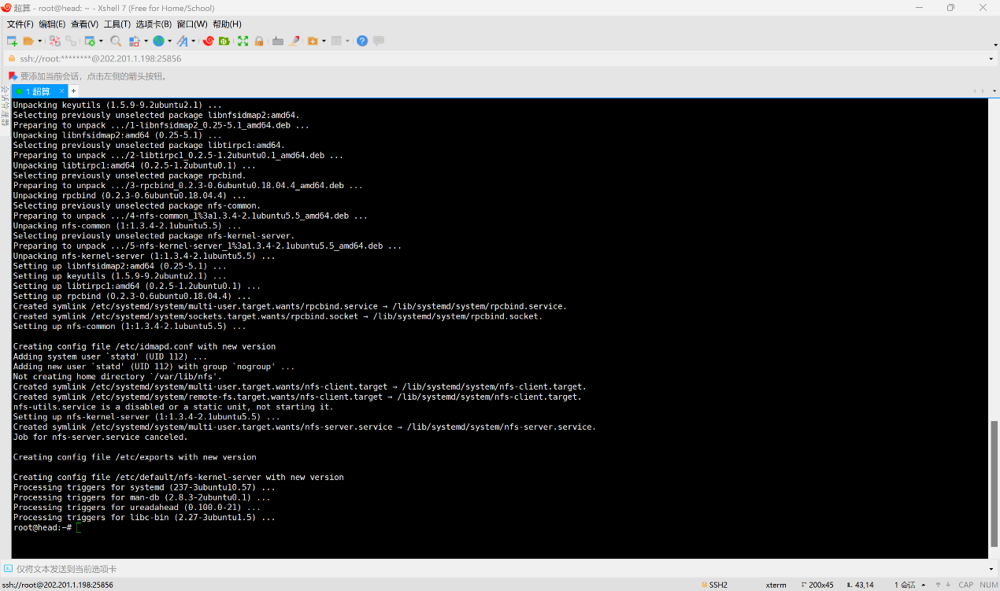 超算 - root@head: ~ - Xshell 7 (Free for Home/School)
文件(F) 编辑(E) 查看(V) 工具(T) 选项卡(B) 窗口(W) 帮助(H)
ssh://root:********@202.201.1.198:25856
要添加当前会话，点击左侧的箭头按钮。
会话管理器
1 超算 × +
Unpacking keyutils (1.5.9-9.2ubuntu2.1) ...
Selecting previously unselected package libnfsidmap2:amd64.
Preparing to unpack .../1-libnfsidmap2_0.25-5.1_amd64.deb ...
Unpacking libnfsidmap2:amd64 (0.25-5.1) ...
Selecting previously unselected package libtirpc1:amd64.
Preparing to unpack .../2-libtirpc1_0.2.5-1.2ubuntu0.1_amd64.deb ...
Unpacking libtirpc1:amd64 (0.2.5-1.2ubuntu0.1) ...
Selecting previously unselected package rpcbind.
Preparing to unpack .../3-rpcbind_0.2.3-0.6ubuntu0.18.04.4_amd64.deb ...
Unpacking rpcbind (0.2.3-0.6ubuntu0.18.04.4) ...
Selecting previously unselected package nfs-common.
Preparing to unpack .../4-nfs-common_1%3a1.3.4-2.1ubuntu5.5_amd64.deb ...
Unpacking nfs-common (1:1.3.4-2.1ubuntu5.5) ...
Selecting previously unselected package nfs-kernel-server.
Preparing to unpack .../5-nfs-kernel-server_1%3a1.3.4-2.1ubuntu5.5_amd64.deb ...
Unpacking nfs-kernel-server (1:1.3.4-2.1ubuntu5.5) ...
Setting up libnfsidmap2:amd64 (0.25-5.1) ...
Setting up keyutils (1.5.9-9.2ubuntu2.1) ...
Setting up libtirpc1:amd64 (0.2.5-1.2ubuntu0.1) ...
Setting up rpcbind (0.2.3-0.6ubuntu0.18.04.4) ...
Created symlink /etc/systemd/system/multi-user.target.wants/rpcbind.service → /lib/systemd/system/rpcbind.service.
Created symlink /etc/systemd/system/sockets.target.wants/rpcbind.socket → /lib/systemd/system/rpcbind.socket.
Setting up nfs-common (1:1.3.4-2.1ubuntu5.5) ...
Creating config file /etc/idmapd.conf with new version
Adding system user `statd' (UID 112) ...
Adding new user `statd' (UID 112) with group `nogroup' ...
Not creating home directory `/var/lib/nfs'.
Created symlink /etc/systemd/system/multi-user.target.wants/nfs-client.target → /lib/systemd/system/nfs-client.target.
Created symlink /etc/systemd/system/remote-fs.target.wants/nfs-client.target → /lib/systemd/system/nfs-client.target.
nfs-utils.service is a disabled or a static unit, not starting it.
Setting up nfs-kernel-server (1:1.3.4-2.1ubuntu5.5) ...
Created symlink /etc/systemd/system/multi-user.target.wants/nfs-server.service → /lib/systemd/system/nfs-server.service.
Job for nfs-server.service canceled.
Creating config file /etc/exports with new version
Creating config file /etc/default/nfs-kernel-server with new version
Processing triggers for systemd (237-3ubuntu10.57) ...
Processing triggers for man-db (2.8.3-2ubuntu0.1) ...
Processing triggers for ureadahead (0.100.0-21) ...
Processing triggers for libc-bin (2.27-3ubuntu1.5) ...
root@head:~#
仅将文本发送到当前选项卡
ssh://root@202.201.1.198:25856 SSH2 xterm 200x45 43,14 1 会话 CAP NUM